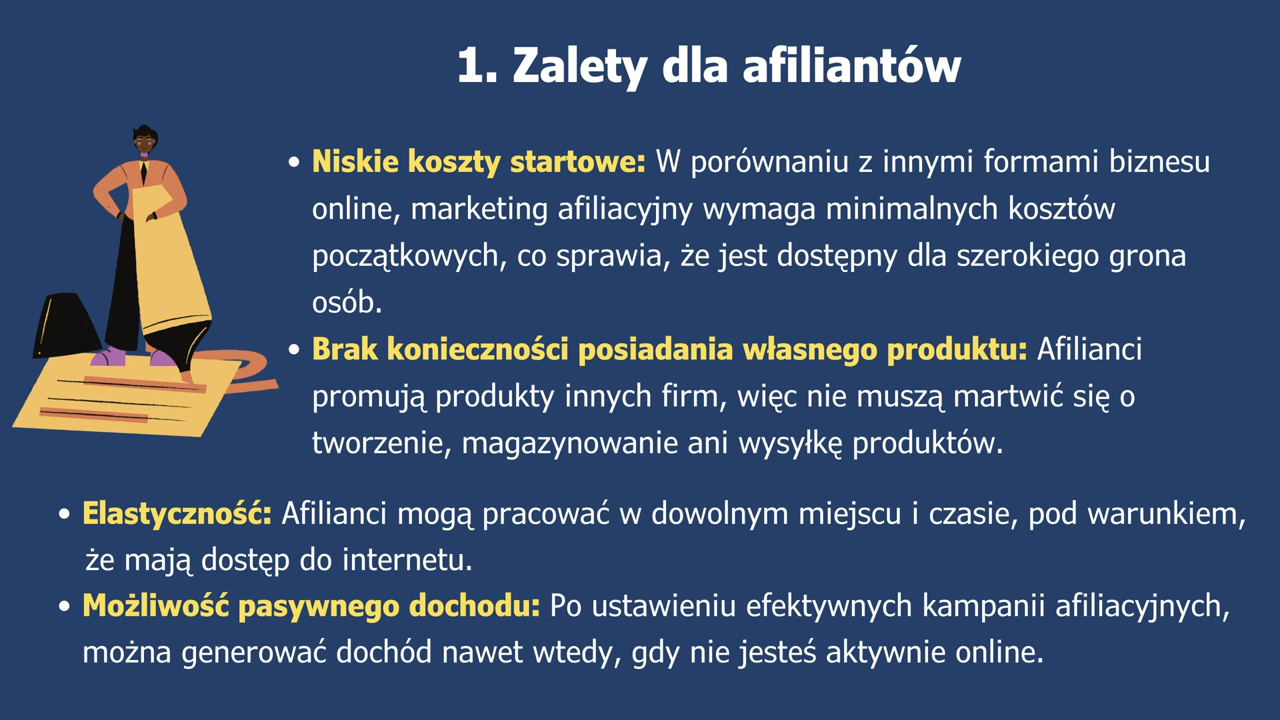 1. Zalety dla afiliantów
• Niskie koszty startowe: W porównaniu z innymi formami biznesu
online, marketing afiliacyjny wymaga minimalnych kosztów
początkowych, co sprawia, że jest dostępny dla szerokiego grona
osób.
• Brak konieczności posiadania własnego produktu: Afilianci
promują produkty innych firm, więc nie muszą martwić się o
tworzenie, magazynowanie ani wysyłkę produktów.
• Elastyczność: Afilianci mogą pracować w dowolnym miejscu i czasie, pod warunkiem,
że mają dostęp do internetu.
• Możliwość pasywnego dochodu: Po ustawieniu efektywnych kampanii afiliacyjnych,
można generować dochód nawet wtedy, gdy nie jesteś aktywnie online.